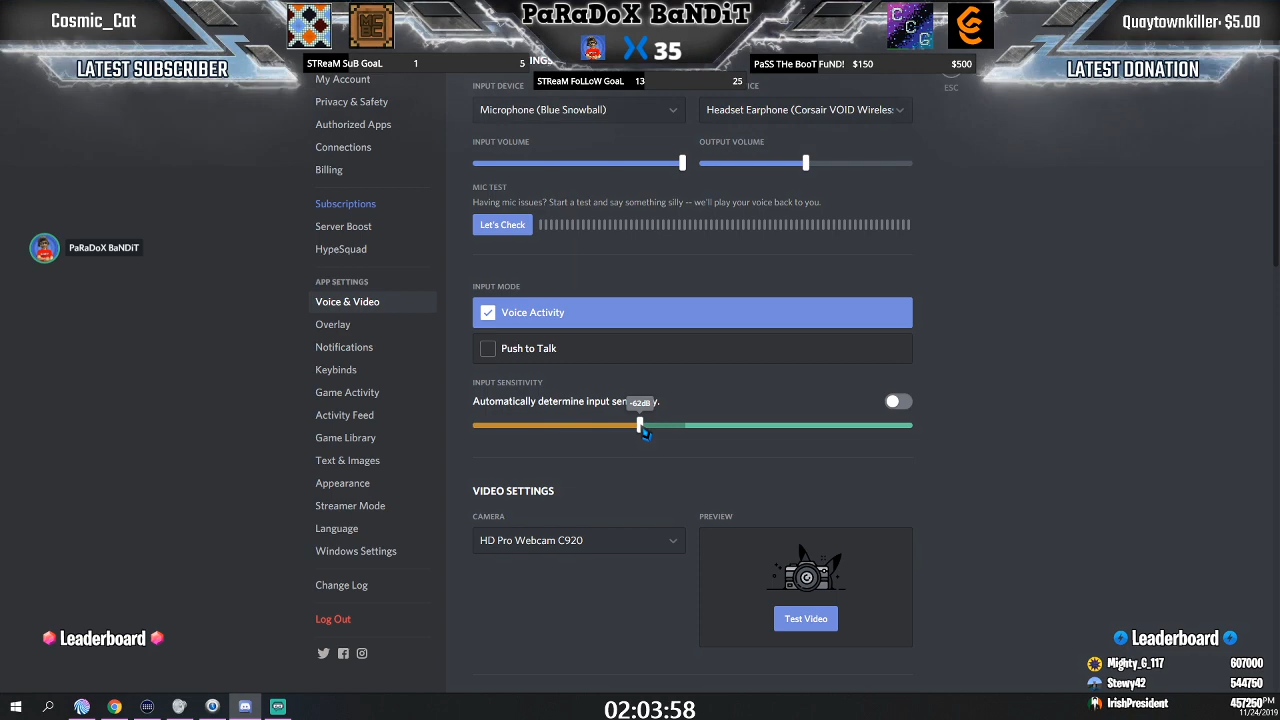 Cosmic_Cat
LATEST SUBSCRIBER
MCBC
PaRaDoX BaNDiT
35
CCG
Quaytownkiller: $5.00
LATEST DONATION
STReaM SuB GoaL 1 5
INGS
PaSS THe BooT FuND! $150 $500
STReaM FoLLoW GoaL 13 25
My Account
Privacy & Safety
Authorized Apps
Connections
Billing
Subscriptions
Server Boost
HypeSquad
APP SETTINGS
Voice & Video
Overlay
Notifications
Keybinds
Game Activity
Activity Feed
Game Library
Text & Images
Appearance
Streamer Mode
Language
Windows Settings
Change Log
Log Out
PaRaDoX BaNDiT
ESC
INPUT DEVICE
ICE
Microphone (Blue Snowball)
Headset Earphone (Corsair VOID Wireles:
INPUT VOLUME
OUTPUT VOLUME
MIC TEST
Having mic issues? Start a test and say something silly -- we'll play your voice back to you.
Let's Check
INPUT MODE
Voice Activity
Push to Talk
INPUT SENSITIVITY
Automatically determine input sen y.
-62dB
VIDEO SETTINGS
CAMERA
PREVIEW
HD Pro Webcam C920
Test Video
Leaderboard
Leaderboard
Mighty_G_117 607000
Stewy42 544750
IrishPresident 457250
02:03:58
PM
11/24/2019